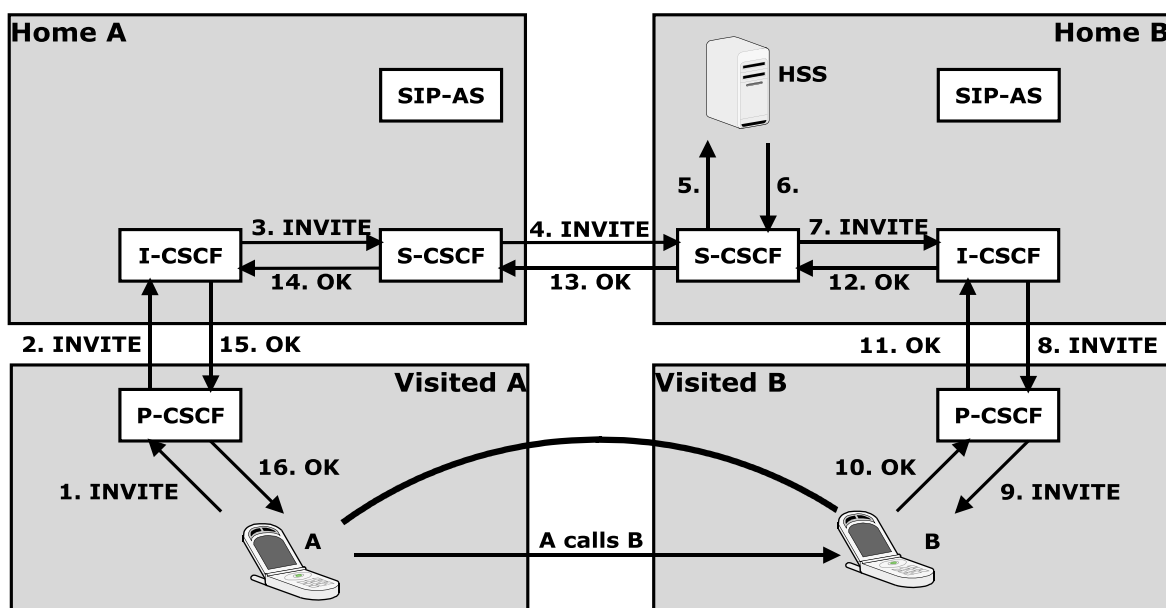 Home A
Home B
HSS
SIP-AS
SIP-AS
5.
6.
3. INVITE
4. INVITE
7. INVITE
I-CSCF
S-CSCF
S-CSCF
I-CSCF
14. OK
13. OK
12. OK
2. INVITE
15. OK
11. OK
8. INVITE
Visited A
Visited B
P-CSCF
P-CSCF
16. OK
10. OK
1. INVITE
9. INVITE
A
A calls B
B